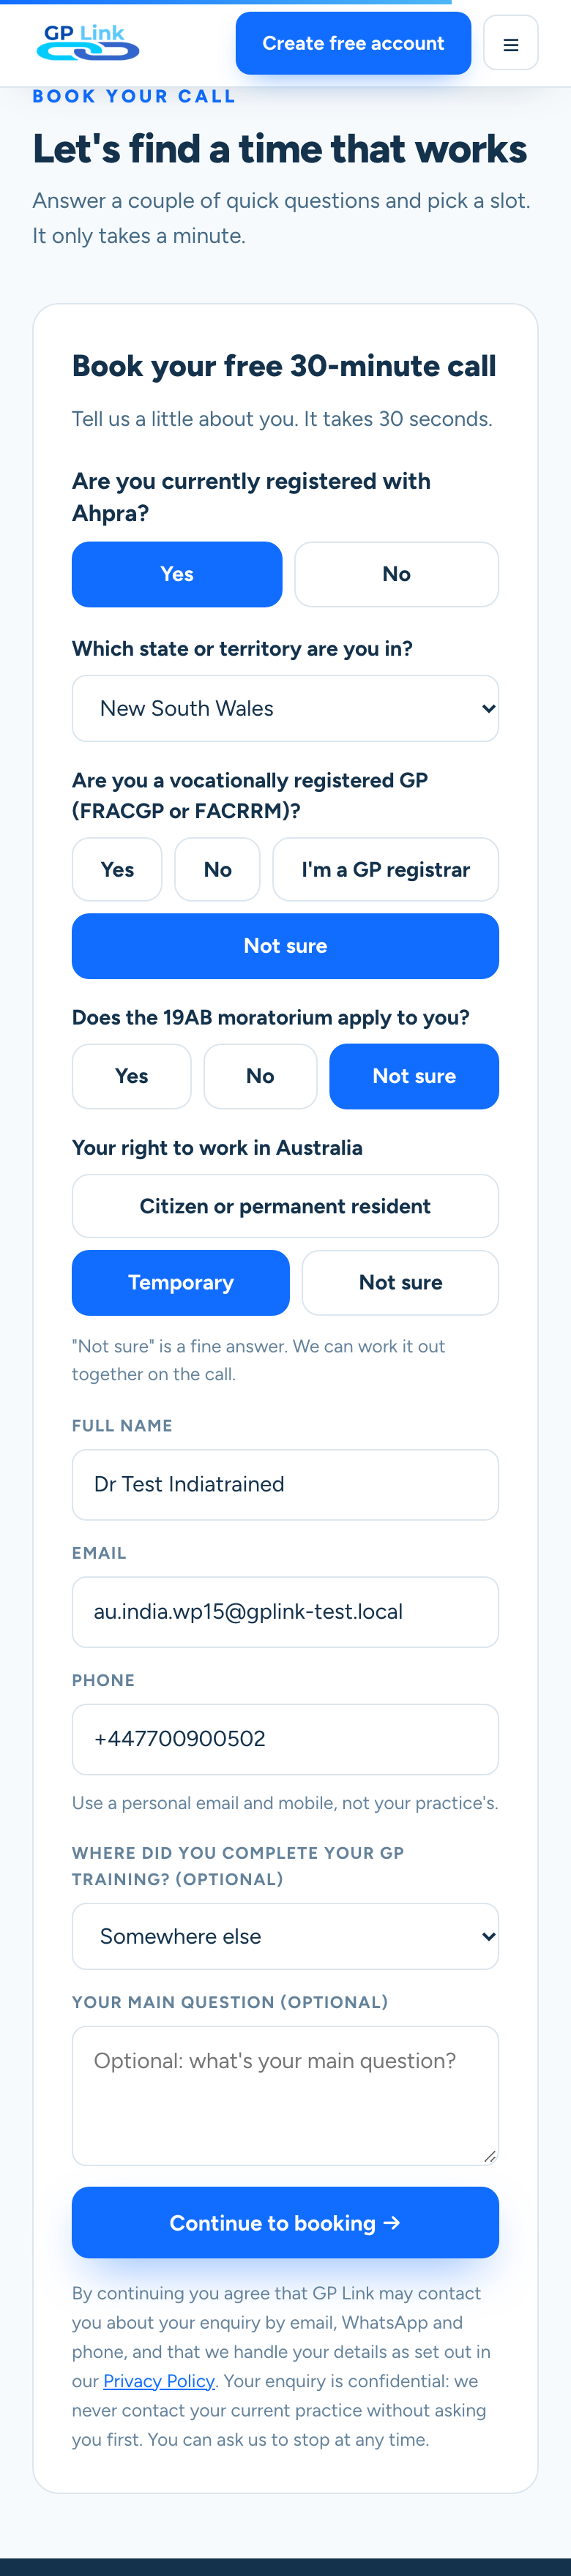 GP Link
Create free account
BOOK YOUR CALL
Let's find a time that works
Answer a couple of quick questions and pick a slot.
It only takes a minute.
Book your free 30-minute call
Tell us a little about you. It takes 30 seconds.
Are you currently registered with
Ahpra?
Yes
No
Which state or territory are you in?
New South Wales
Are you a vocationally registered GP
(FRACGP or FACRRM)?
Yes
No
I'm a GP registrar
Not sure
Does the 19AB moratorium apply to you?
Yes
No
Not sure
Your right to work in Australia
Citizen or permanent resident
Temporary
Not sure
"Not sure" is a fine answer. We can work it out
together on the call.
FULL NAME
Dr Test Indiatrained
EMAIL
au.india.wp15@gplink-test.local
PHONE
+447700900502
Use a personal email and mobile, not your practice's.
WHERE DID YOU COMPLETE YOUR GP
TRAINING? (OPTIONAL)
Somewhere else
YOUR MAIN QUESTION (OPTIONAL)
Optional: what's your main question?
Continue to booking →
By continuing you agree that GP Link may contact
you about your enquiry by email, WhatsApp and
phone, and that we handle your details as set out in
our Privacy Policy. Your enquiry is confidential: we
never contact your current practice without asking
you first. You can ask us to stop at any time.